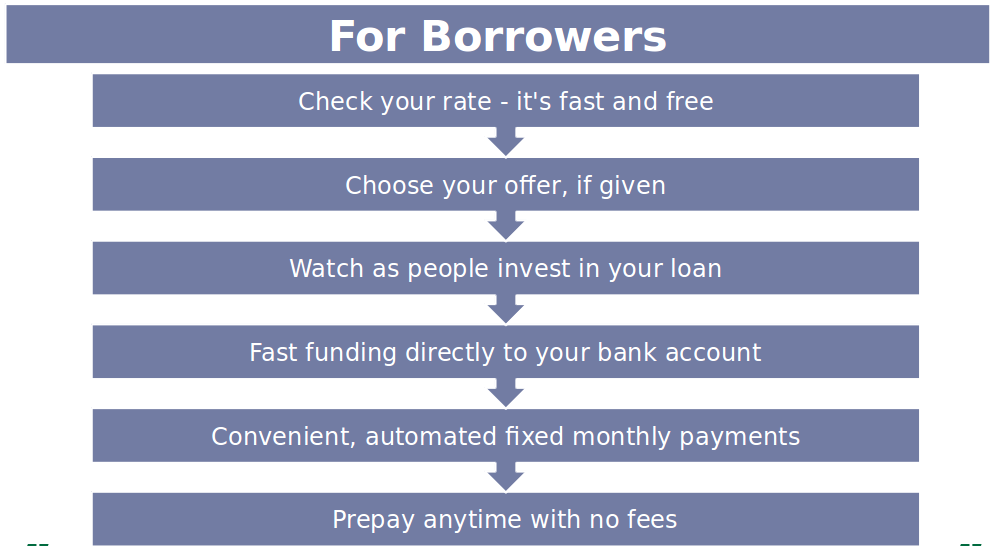 For Borrowers
Check your rate - it's fast and free
Choose your offer, if given
Watch as people invest in your loan
Fast funding directly to your bank account
Convenient, automated fixed monthly payments
Prepay anytime with no fees